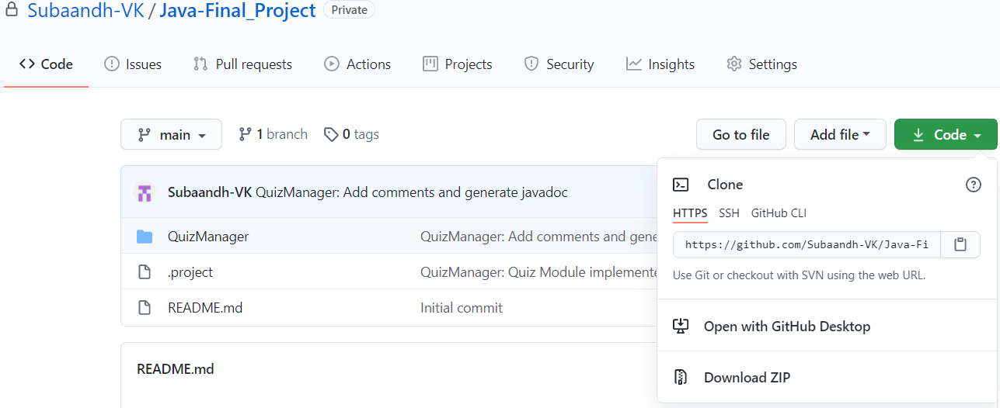 Subaandh-VK / Java-Final_Project Private
Code Issues Pull requests Actions Projects Security Insights Settings
main 1 branch 0 tags Go to file Add file Code
Subaandh-VK QuizManager: Add comments and generate javadoc
QuizManager QuizManager: Add comments and gene
.project QuizManager: Quiz Module implemente
README.md Initial commit
README.md
Clone
HTTPS SSH GitHub CLI
https://github.com/Subaandh-VK/Java-Fi
Use Git or checkout with SVN using the web URL.
Open with GitHub Desktop
Download ZIP